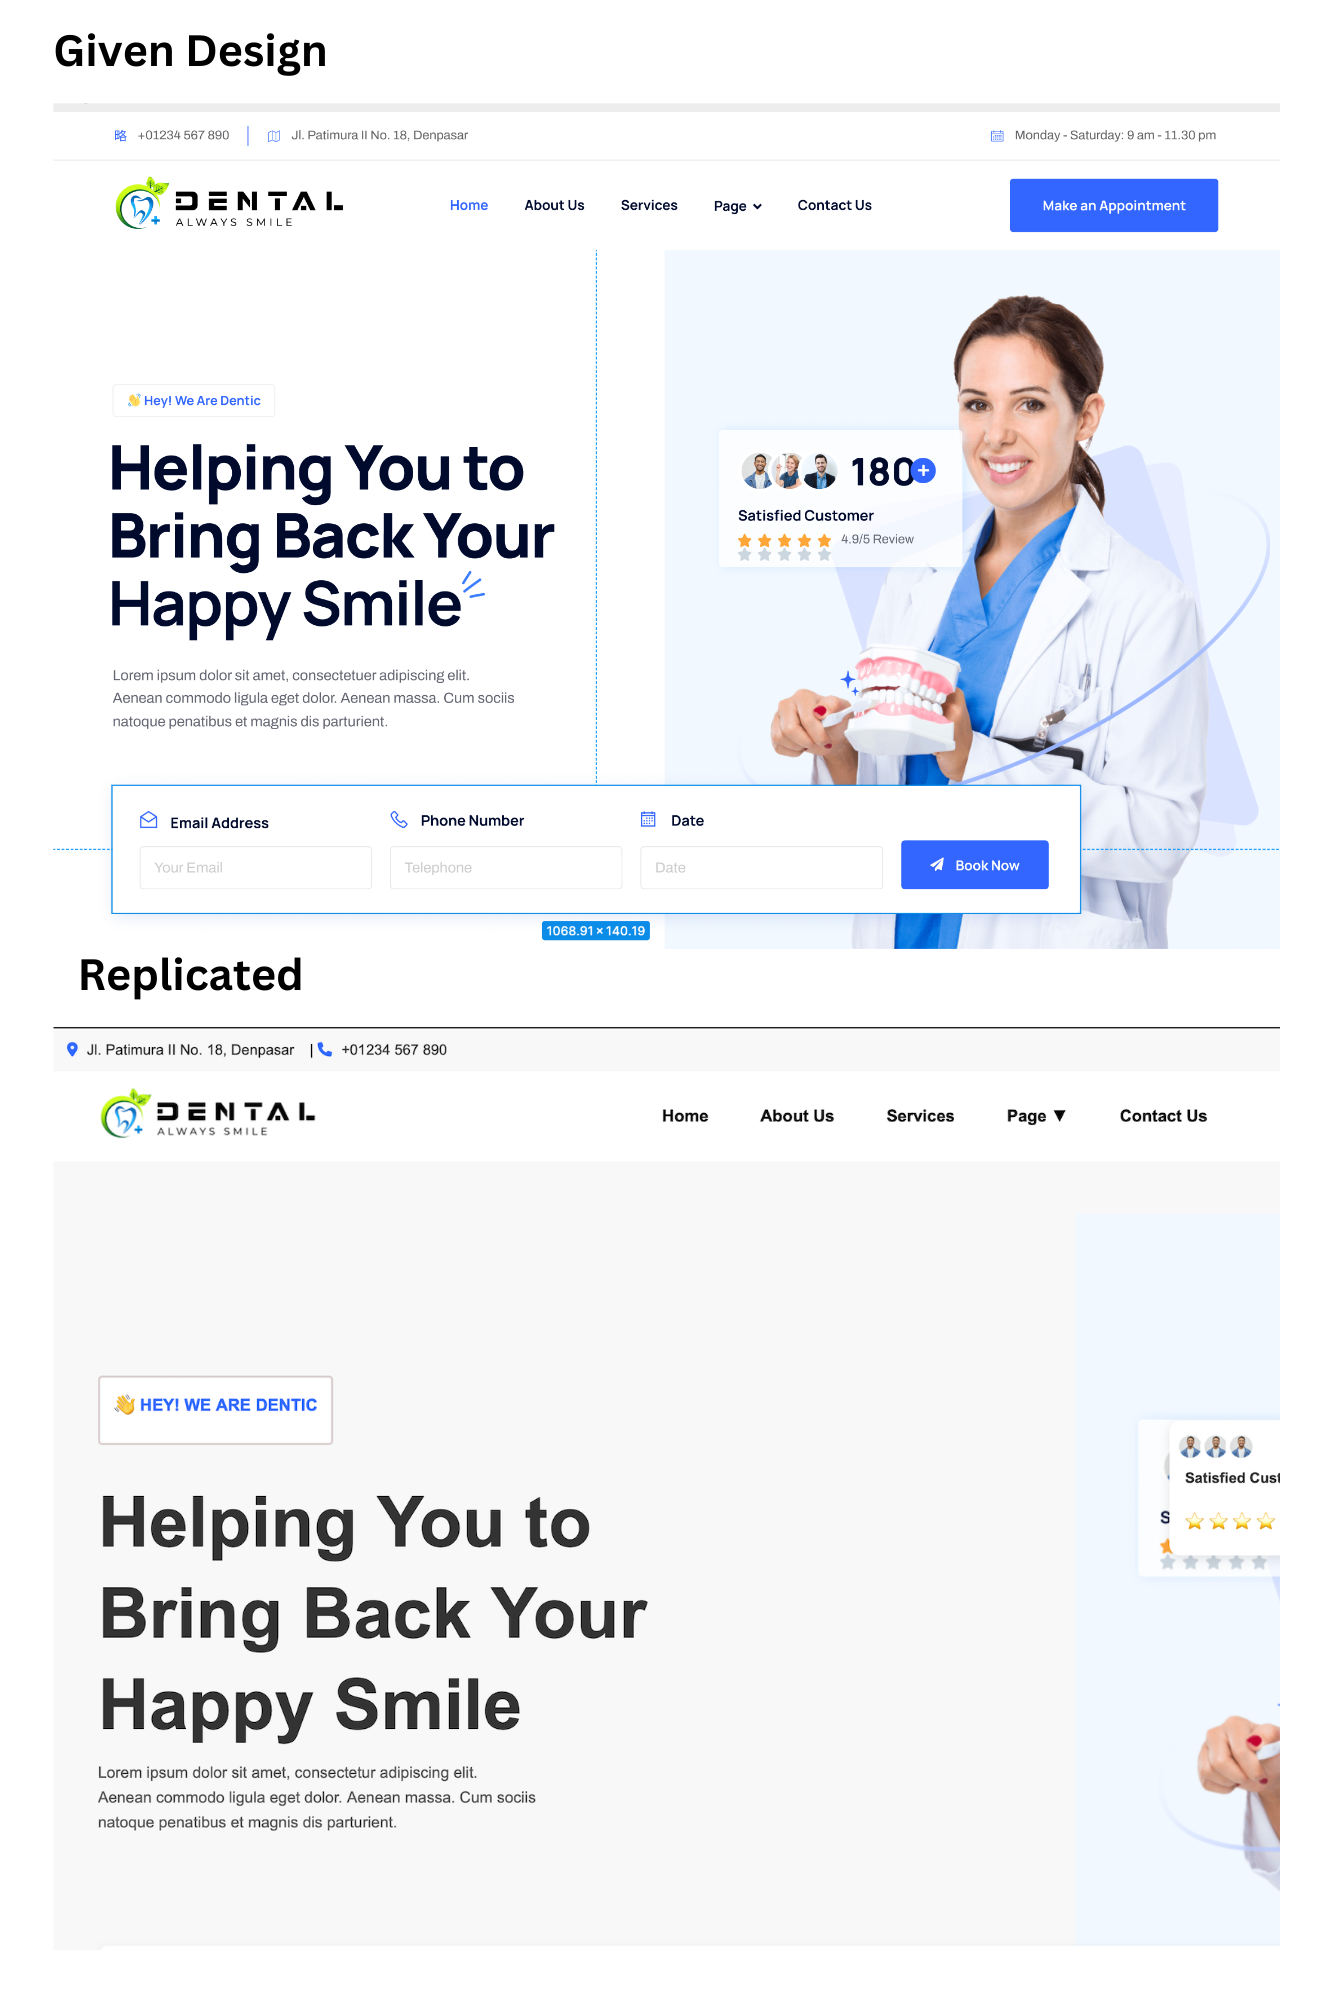 Given Design
+01234 567 890
Jl. Patimura II No. 18, Denpasar
Monday - Saturday: 9 am - 11.30 pm
DENTAL
ALWAYS SMILE
Home
About Us
Services
Page
Contact Us
Make an Appointment
👋 Hey! We Are Dentic
Helping You to
Bring Back Your
Happy Smile
180+
Satisfied Customer
4.9/5 Review
Lorem ipsum dolor sit amet, consectetuer adipiscing elit.
Aenean commodo ligula eget dolor. Aenean massa. Cum sociis
natoque penatibus et magnis dis parturient.
Email Address
Phone Number
Date
Your Email
Telephone
Date
Book Now
1068.91 × 140.19
Replicated
Jl. Patimura II No. 18, Denpasar | +01234 567 890
DENTAL
ALWAYS SMILE
Home
About Us
Services
Page ▼
Contact Us
👋 HEY! WE ARE DENTIC
Helping You to
Bring Back Your
Happy Smile
Satisfied Cust
S
Lorem ipsum dolor sit amet, consectetur adipiscing elit.
Aenean commodo ligula eget dolor. Aenean massa. Cum sociis
natoque penatibus et magnis dis parturient.